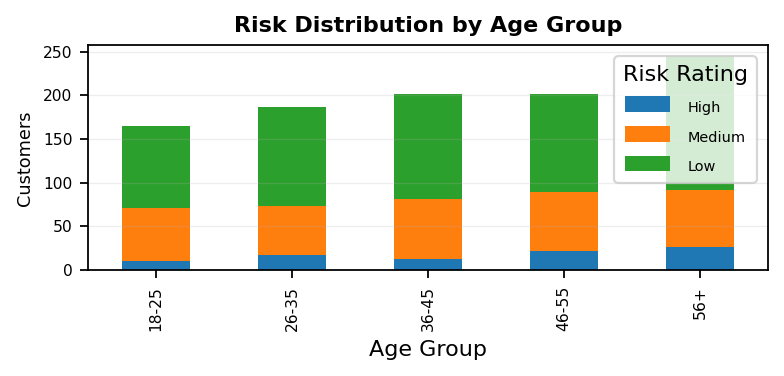 Risk Distribution by Age Group
Customers
250
200
150
100
50
0
Risk Rating
High
Medium
Low
18-25
26-35
36-45
46-55
56+
Age Group